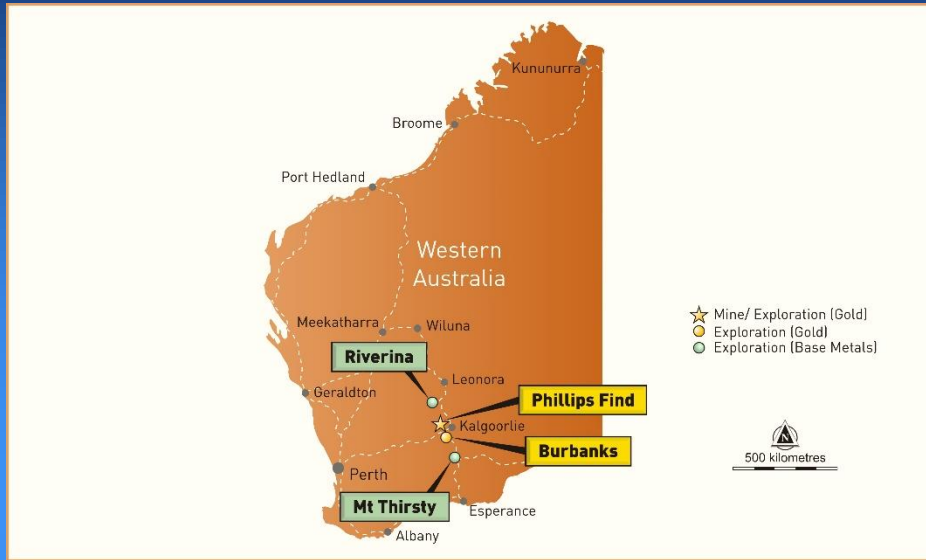 Kununurra
Broome
Port Hedland
Western
Australia
Meekatharra
Wiluna
Riverina
Leonora
Geraldton
Phillips Find
Kalgoorlie
Burbanks
Perth
Mt Thirsty
Esperance
Albany
Mine/ Exploration (Gold)
Exploration (Gold)
Exploration (Base Metals)
N
500 kilometres